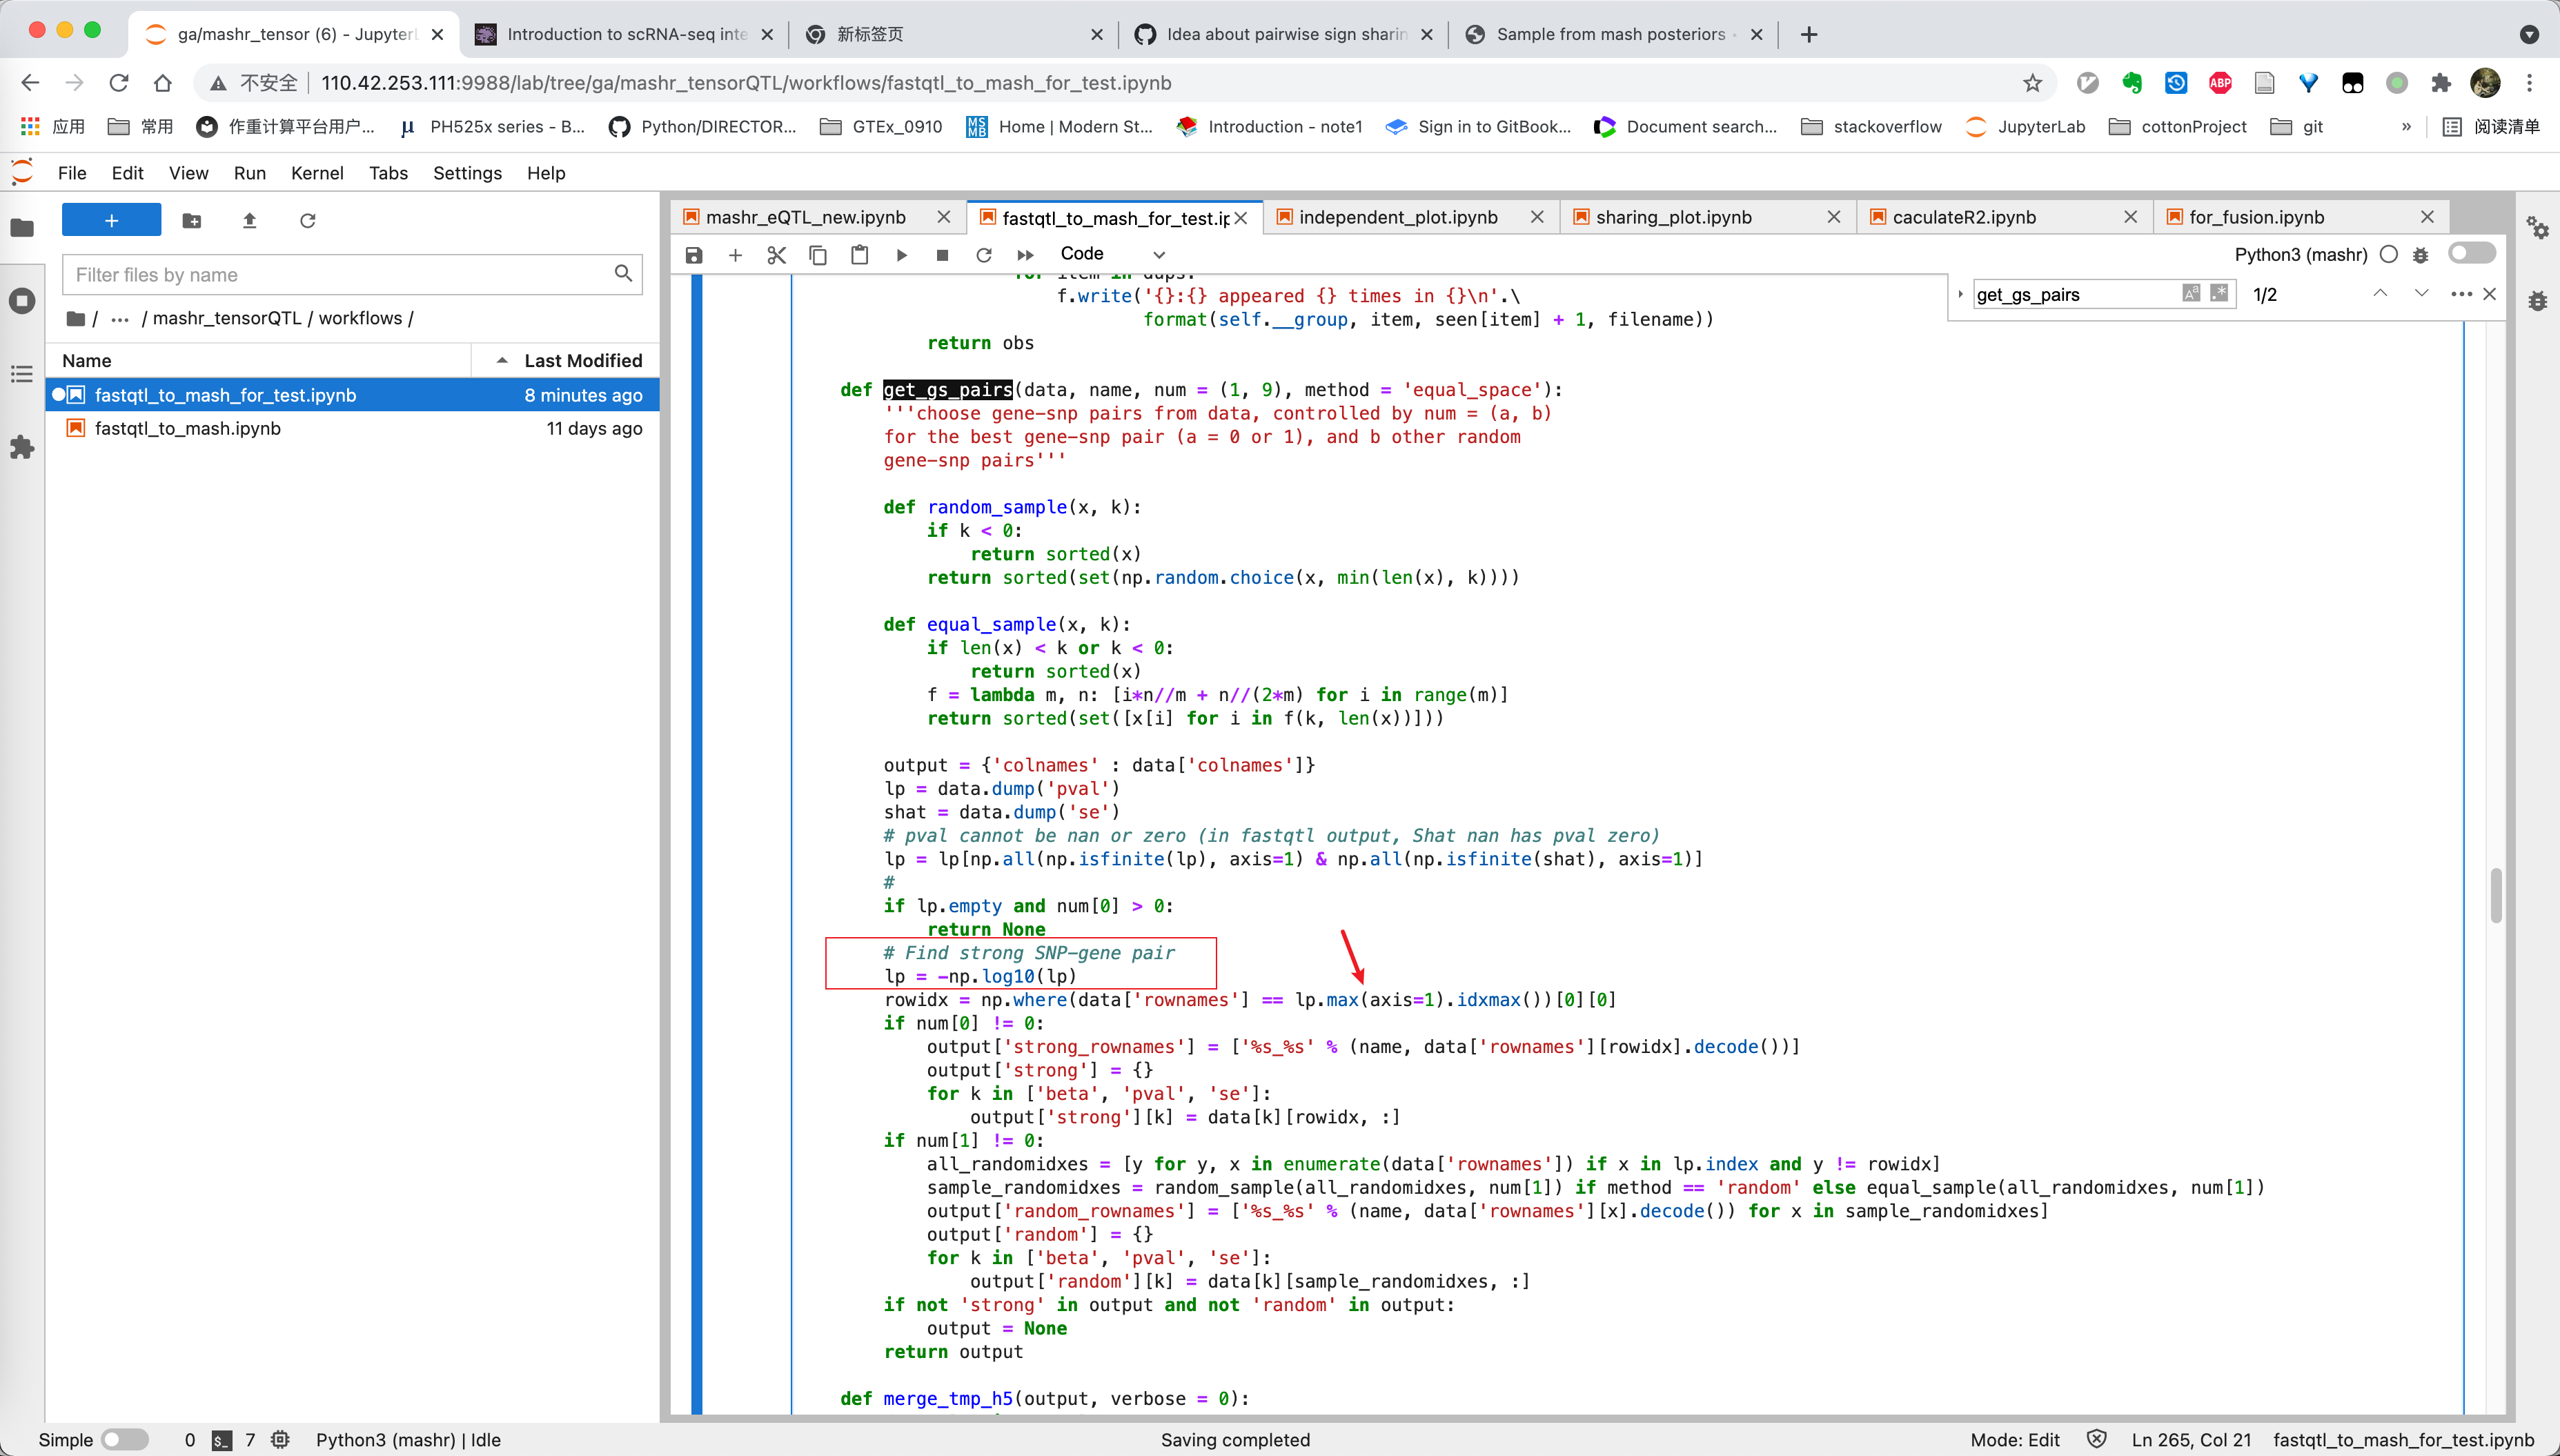 ga/mashr_tensor (6) - Jupyter
Introduction to scRNA-seq inte
新标签页
Idea about pairwise sign sharin
Sample from mash posteriors
不安全
110.42.253.111:9988/lab/tree/ga/mashr_tensorQTL/workflows/fastqtl_to_mash_for_test.ipynb
ABP
应用
常用
作重计算平台用户...
μ PH525x series - B...
Python/DIRECTOR...
GTEx_0910
MS MB Home | Modern St...
Introduction - note1
Sign in to GitBook...
Document search...
stackoverflow
JupyterLab
cottonProject
git
»
阅读清单
File Edit View Run Kernel Tabs Settings Help
mashr_eQTL_new.ipynb
fastqtl_to_mash_for_test.ip
independent_plot.ipynb
sharing_plot.ipynb
caculateR2.ipynb
for_fusion.ipynb
Code
Python3 (mashr)
Filter files by name
get_gs_pairs
1/2
/ ... / mashr_tensorQTL / workflows /
Name Last Modified
fastqtl_to_mash_for_test.ipynb 8 minutes ago
fastqtl_to_mash.ipynb 11 days ago
for item in dups:
f.write('{}:{} appeared {} times in {}\n'.\
format(self.__group, item, seen[item] + 1, filename))
return obs
def get_gs_pairs(data, name, num = (1, 9), method = 'equal_space'):
'''choose gene-snp pairs from data, controlled by num = (a, b)
for the best gene-snp pair (a = 0 or 1), and b other random
gene-snp pairs'''
def random_sample(x, k):
if k < 0:
return sorted(x)
return sorted(set(np.random.choice(x, min(len(x), k))))
def equal_sample(x, k):
if len(x) < k or k < 0:
return sorted(x)
f = lambda m, n: [i*n//m + n//(2*m) for i in range(m)]
return sorted(set([x[i] for i in f(k, len(x))]))
output = {'colnames' : data['colnames']}
lp = data.dump('pval')
shat = data.dump('se')
# pval cannot be nan or zero (in fastqtl output, Shat nan has pval zero)
lp = lp[np.all(np.isfinite(lp), axis=1) & np.all(np.isfinite(shat), axis=1)]
#
if lp.empty and num[0] > 0:
return None
# Find strong SNP-gene pair
lp = -np.log10(lp)
rowidx = np.where(data['rownames'] == lp.max(axis=1).idxmax())[0][0]
if num[0] != 0:
output['strong_rownames'] = ['%s_%s' % (name, data['rownames'][rowidx].decode())]
output['strong'] = {}
for k in ['beta', 'pval', 'se']:
output['strong'][k] = data[k][rowidx, :]
if num[1] != 0:
all_randomidxes = [y for y, x in enumerate(data['rownames']) if x in lp.index and y != rowidx]
sample_randomidxes = random_sample(all_randomidxes, num[1]) if method == 'random' else equal_sample(all_randomidxes, num[1])
output['random_rownames'] = ['%s_%s' % (name, data['rownames'][x].decode()) for x in sample_randomidxes]
output['random'] = {}
for k in ['beta', 'pval', 'se']:
output['random'][k] = data[k][sample_randomidxes, :]
if not 'strong' in output and not 'random' in output:
output = None
return output
def merge_tmp_h5(output, verbose = 0):
Simple 0 $_ 7 Python3 (mashr) | Idle Saving completed Mode: Edit Ln 265, Col 21 fastqtl_to_mash_for_test.ipynb